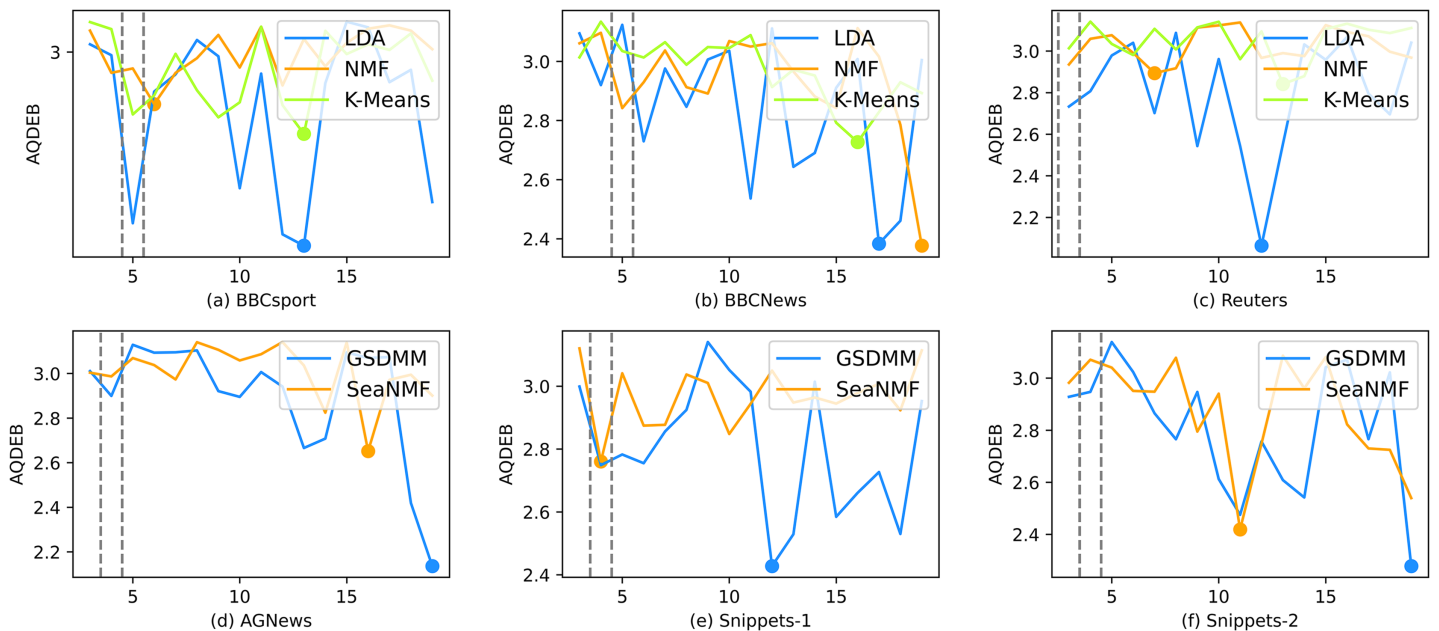 AQDEB
3
LDA
NMF
K-Means
5
10
15
(a) BBCsport
AQDEB
3.0
2.8
2.6
2.4
LDA
NMF
K-Means
5
10
15
(b) BBCNews
AQDEB
3.0
2.8
2.6
2.4
2.2
LDA
NMF
K-Means
5
10
15
(c) Reuters
AQDEB
3.0
2.8
2.6
2.4
2.2
GSDMM
SeaNMF
5
10
15
(d) AGNews
AQDEB
3.0
2.8
2.6
2.4
GSDMM
SeaNMF
5
10
15
(e) Snippets-1
AQDEB
3.0
2.8
2.6
2.4
GSDMM
SeaNMF
5
10
15
(f) Snippets-2